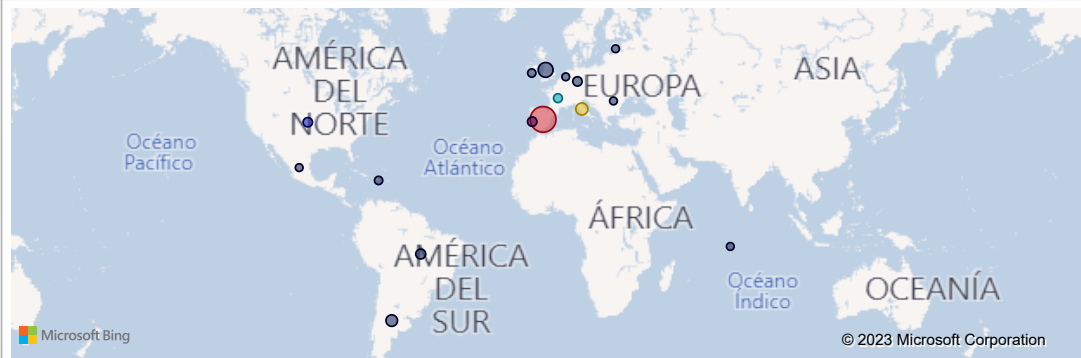 AMÉRICA
DEL
NORTE
EUROPA
ASIA
Océano
Pacífico
Océano
Atlántico
ÁFRICA
AMÉRICA
DEL
SUR
Océano
Índico
OCEANÍA
Microsoft Bing
© 2023 Microsoft Corporation